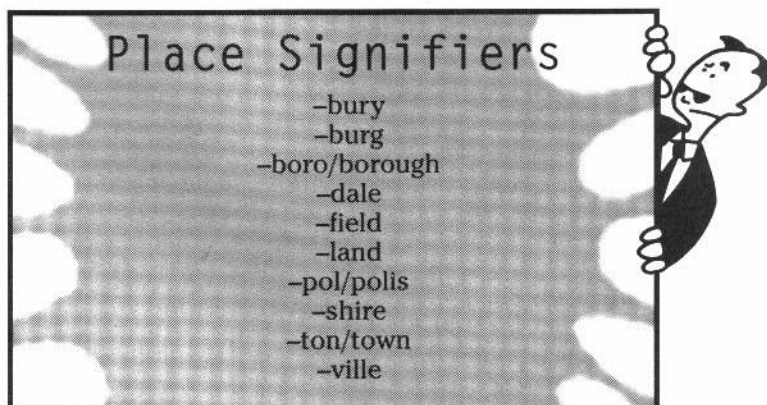 Place Signifiers
–bury
–burg
–boro/borough
–dale
–field
–land
–pol/polis
–shire
–ton/town
–ville